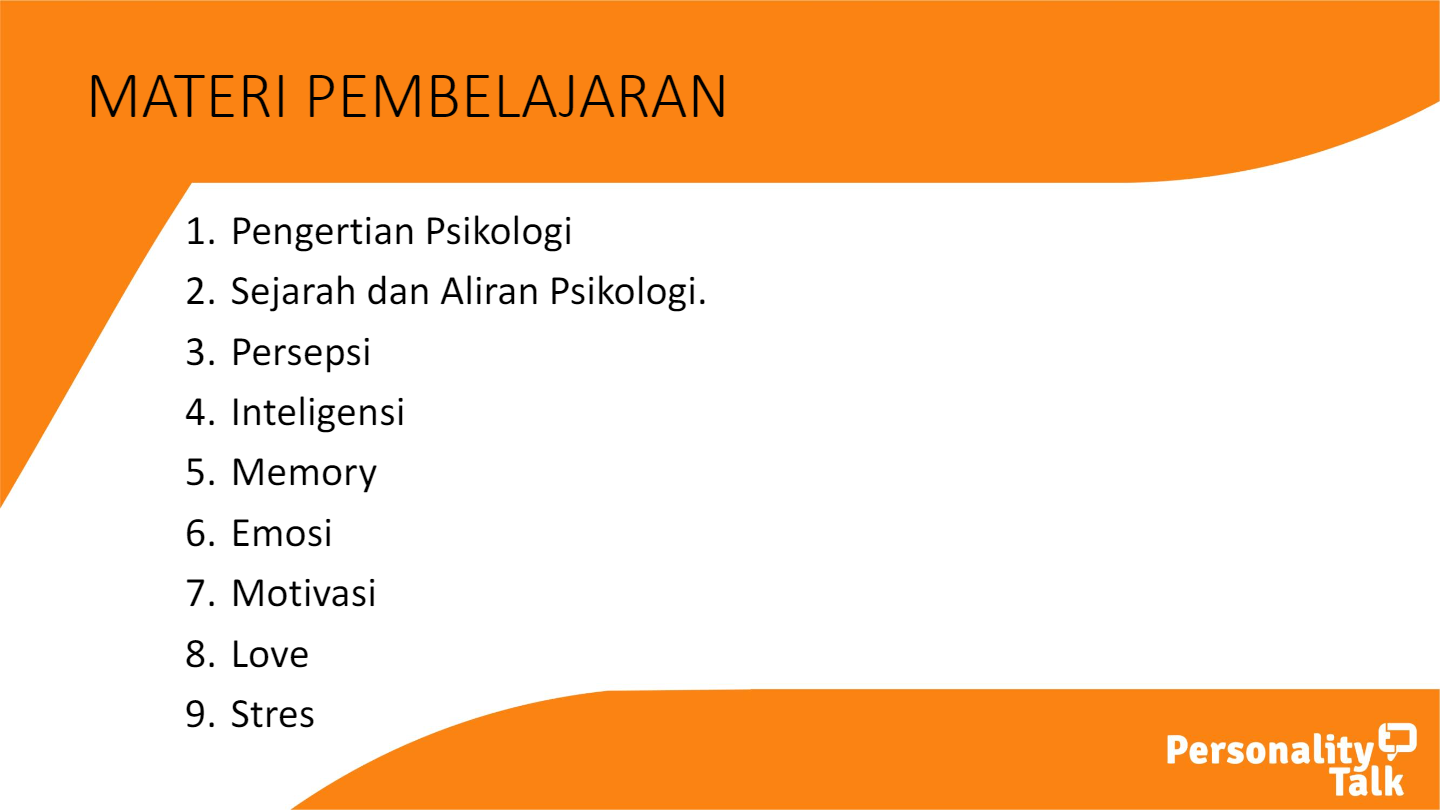 MATERI PEMBELAJARAN
1. Pengertian Psikologi
2. Sejarah dan Aliran Psikologi.
3. Persepsi
4. Inteligensi
5. Memory
6. Emosi
7. Motivasi
8. Love
9. Stres
Personality
Talk